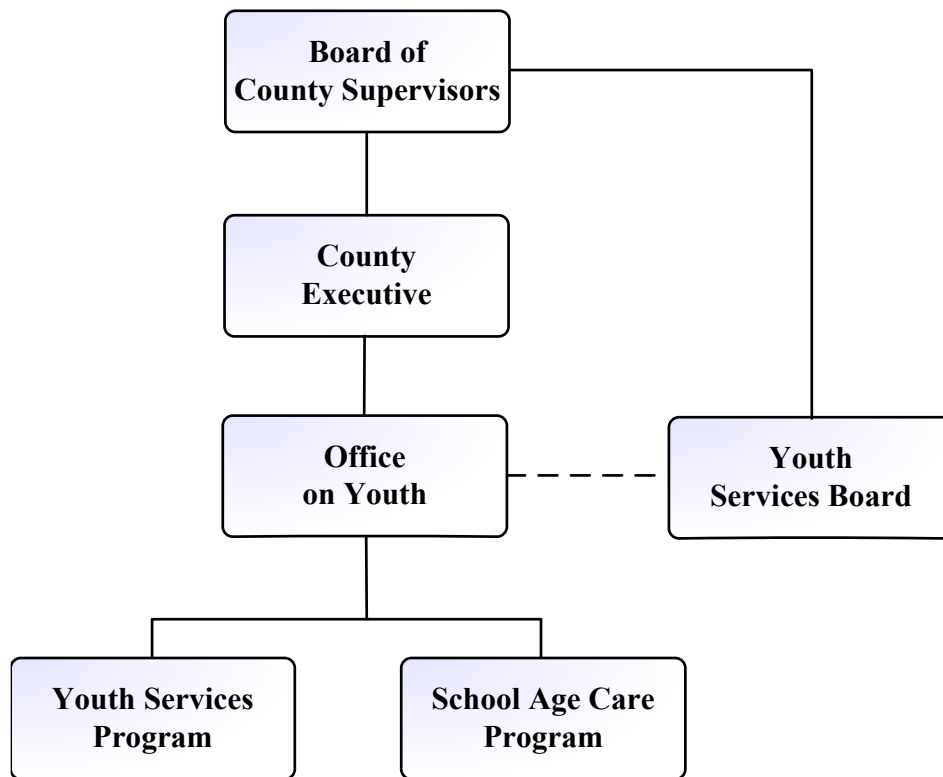 Board of
County Supervisors
County
Executive
Office
on Youth
Youth
Services Board
Youth Services
Program
School Age Care
Program